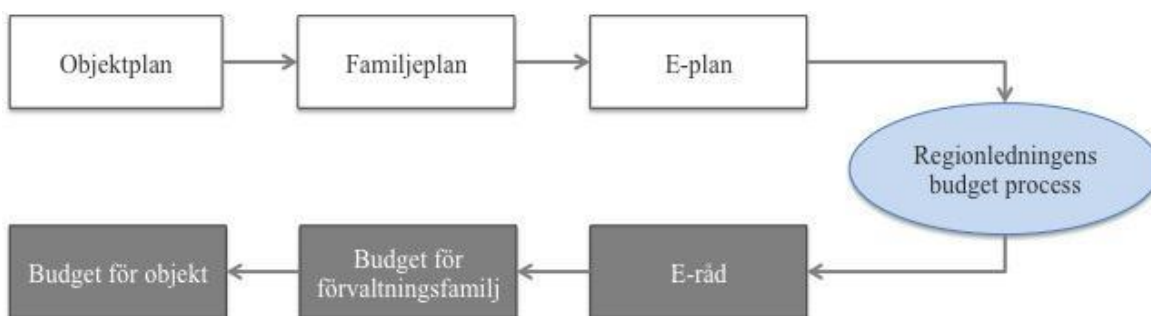 Objektplan
Familjeplan
E-plan
Regionledningens
budget process
Budget för objekt
Budget för
förvaltningsfamilj
E-råd